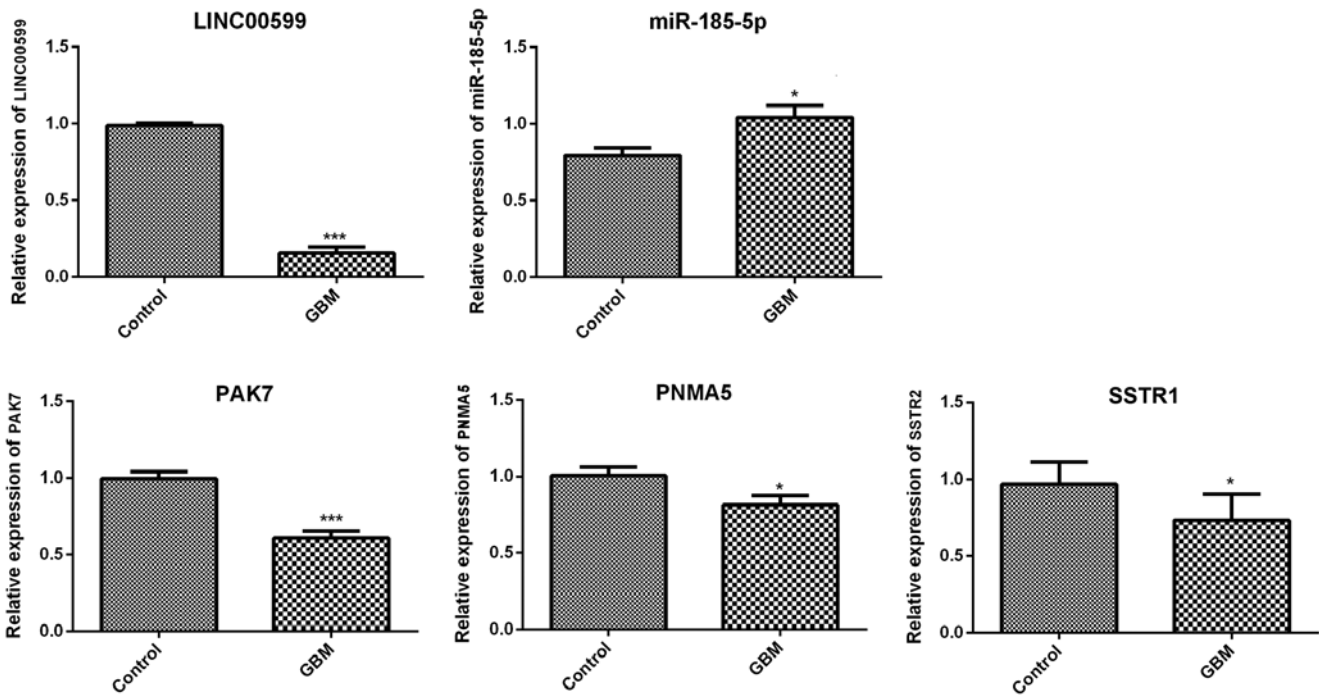 LINC00599
Relative expression of LINC00599
1.5
1.0
0.5
0.0
***
Control
GBM
miR-185-5p
Relative expression of miR-185-5p
1.5
1.0
0.5
0.0
*
Control
GBM
PAK7
Relative expression of PAK7
1.5
1.0
0.5
0.0
***
Control
GBM
PNMA5
Relative expression of PNMA5
1.5
1.0
0.5
0.0
*
Control
GBM
SSTR1
Relative expression of SSTR2
1.5
1.0
0.5
0.0
*
Control
GBM